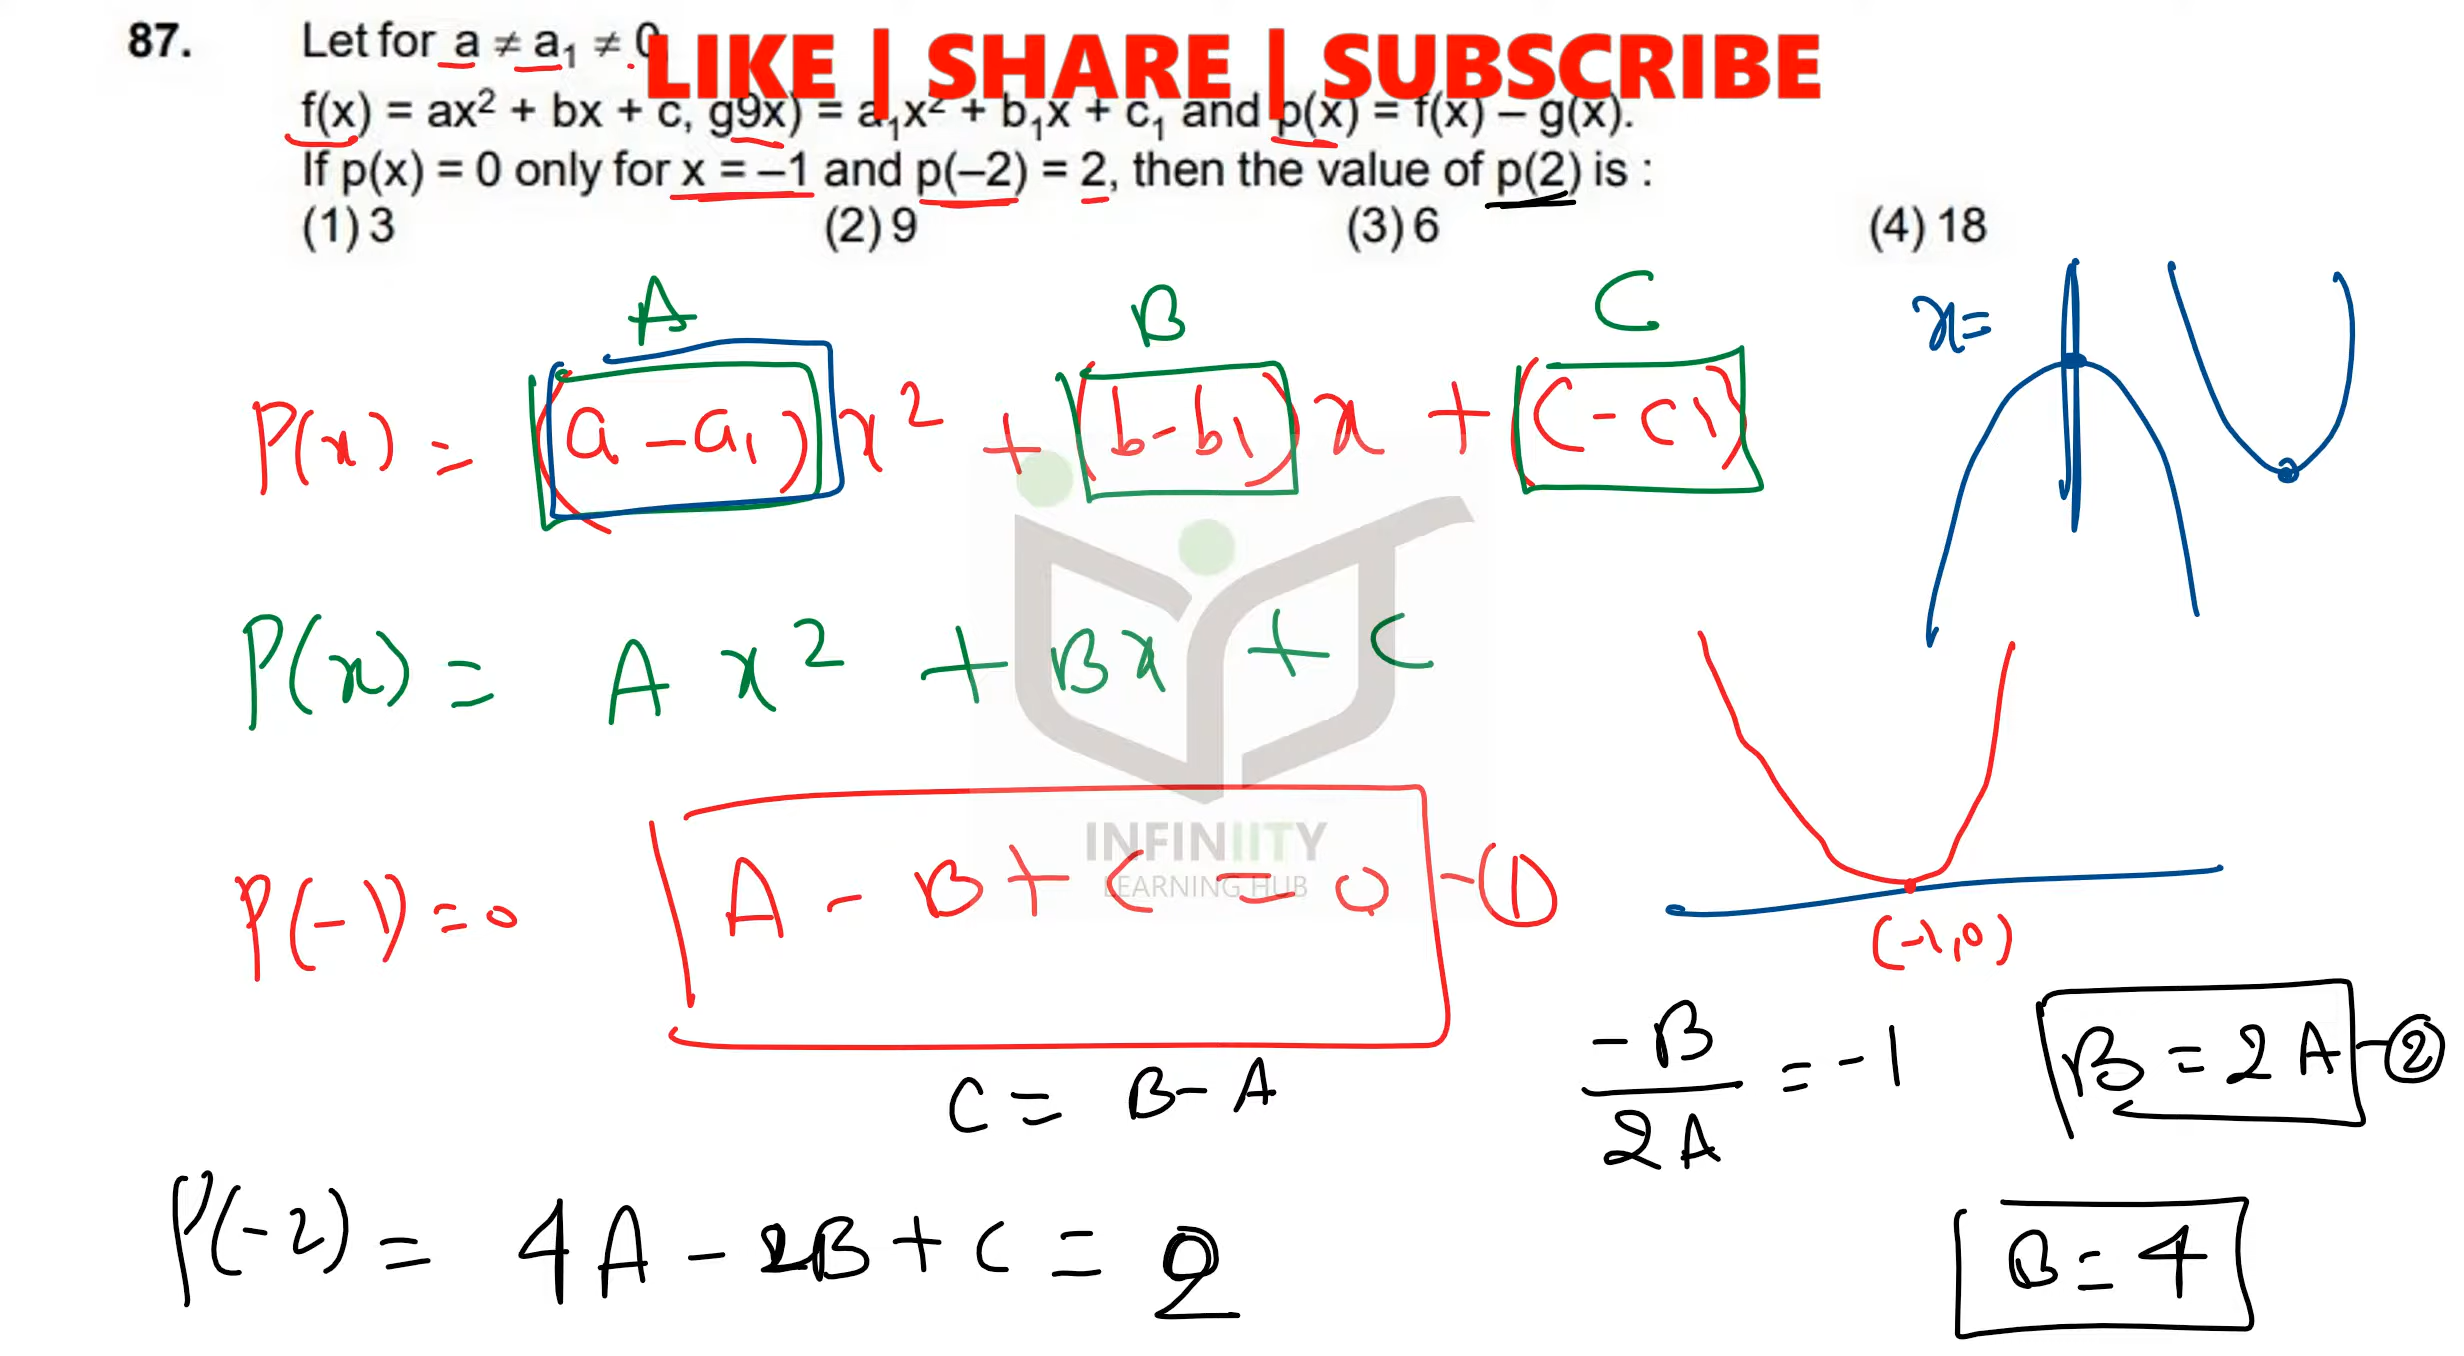 87. Let for a ≠ a₁ ≠ 0
LIKE | SHARE | SUBSCRIBE
f(x) = ax² + bx + c, g9x) = a₁x² + b₁x + c₁ and p(x) = f(x) – g(x).
If p(x) = 0 only for x = –1 and p(–2) = 2, then the value of p(2) is :
(1) 3 (2) 9 (3) 6 (4) 18
A B C
x=
P(x) = (a - a₁) x² + (b - b₁) x + (C - C₁)
P(x) = A x² + Bx + C
INFINIITY
LEARNING HUB
P(-1) = 0 A - B + C = 0 - ①
(-1,0)
C = B - A
-B/2A = -1
B = 2A - ②
P(-2) = 4A - 2B + C = 2
B = 4